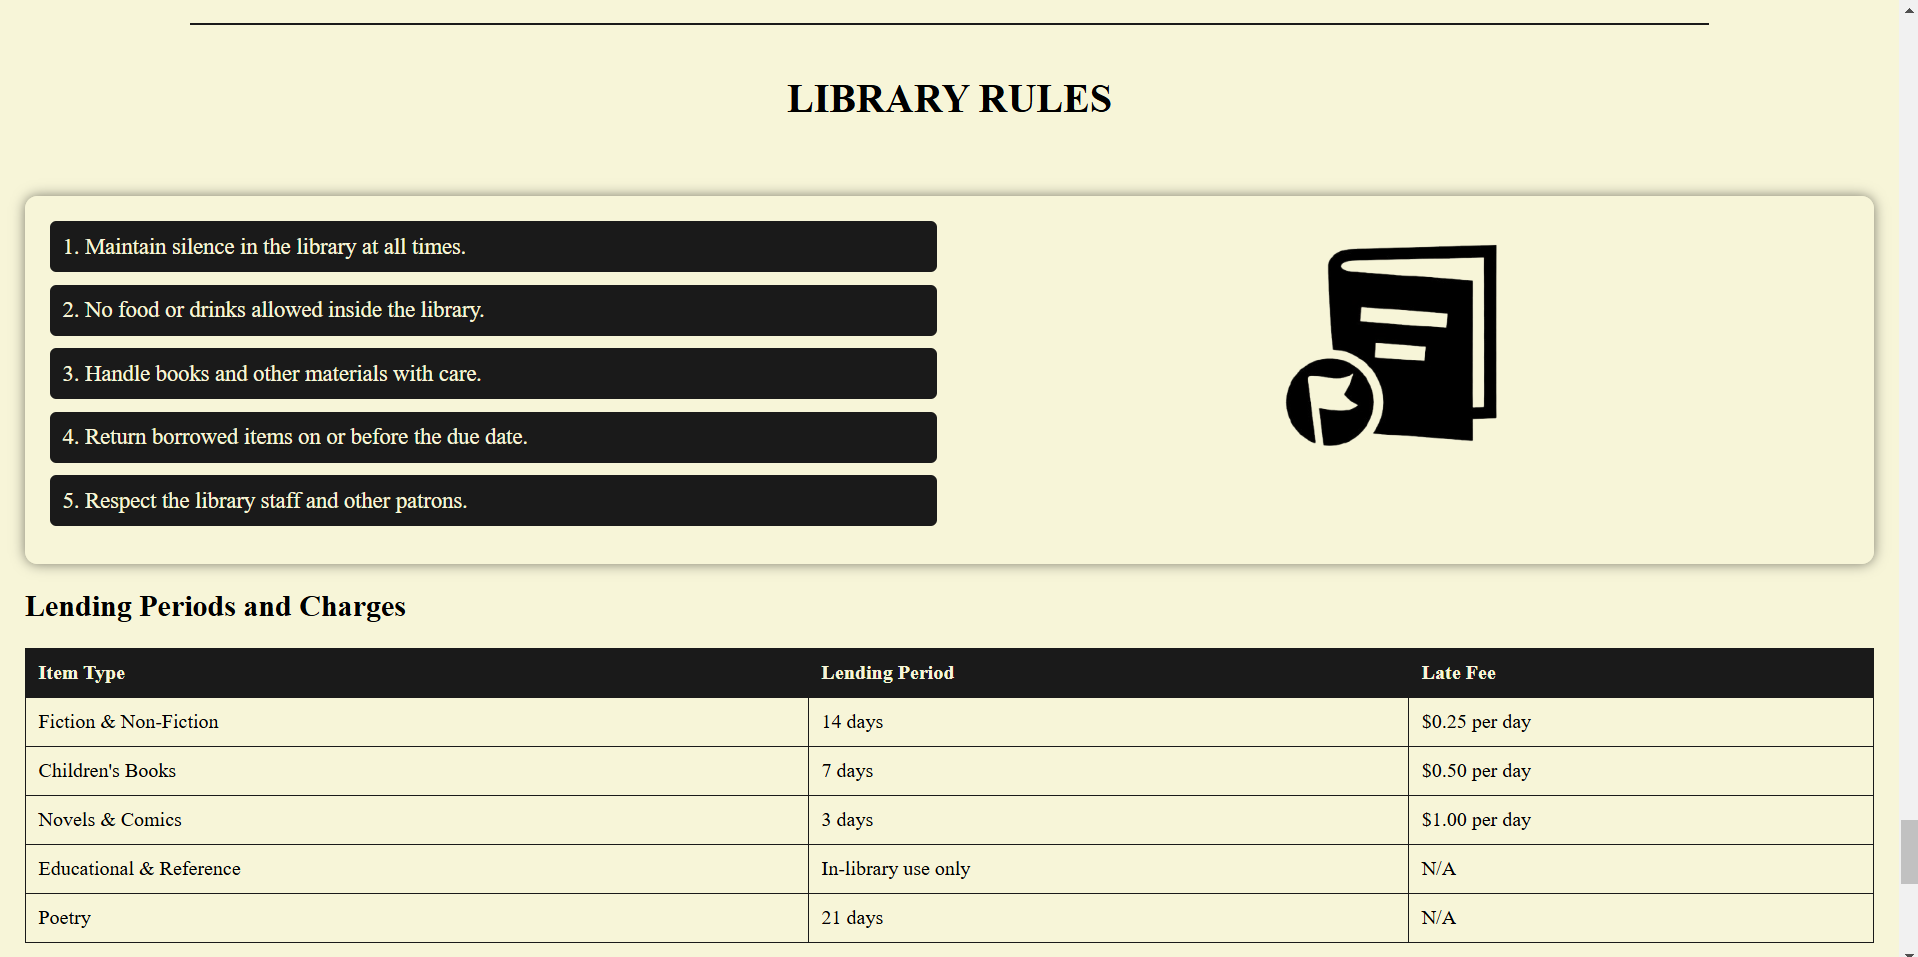 LIBRARY RULES
1. Maintain silence in the library at all times.
2. No food or drinks allowed inside the library.
3. Handle books and other materials with care.
4. Return borrowed items on or before the due date.
5. Respect the library staff and other patrons.
Lending Periods and Charges
Item Type Lending Period Late Fee
Fiction & Non-Fiction 14 days $0.25 per day
Children's Books 7 days $0.50 per day
Novels & Comics 3 days $1.00 per day
Educational & Reference In-library use only N/A
Poetry 21 days N/A